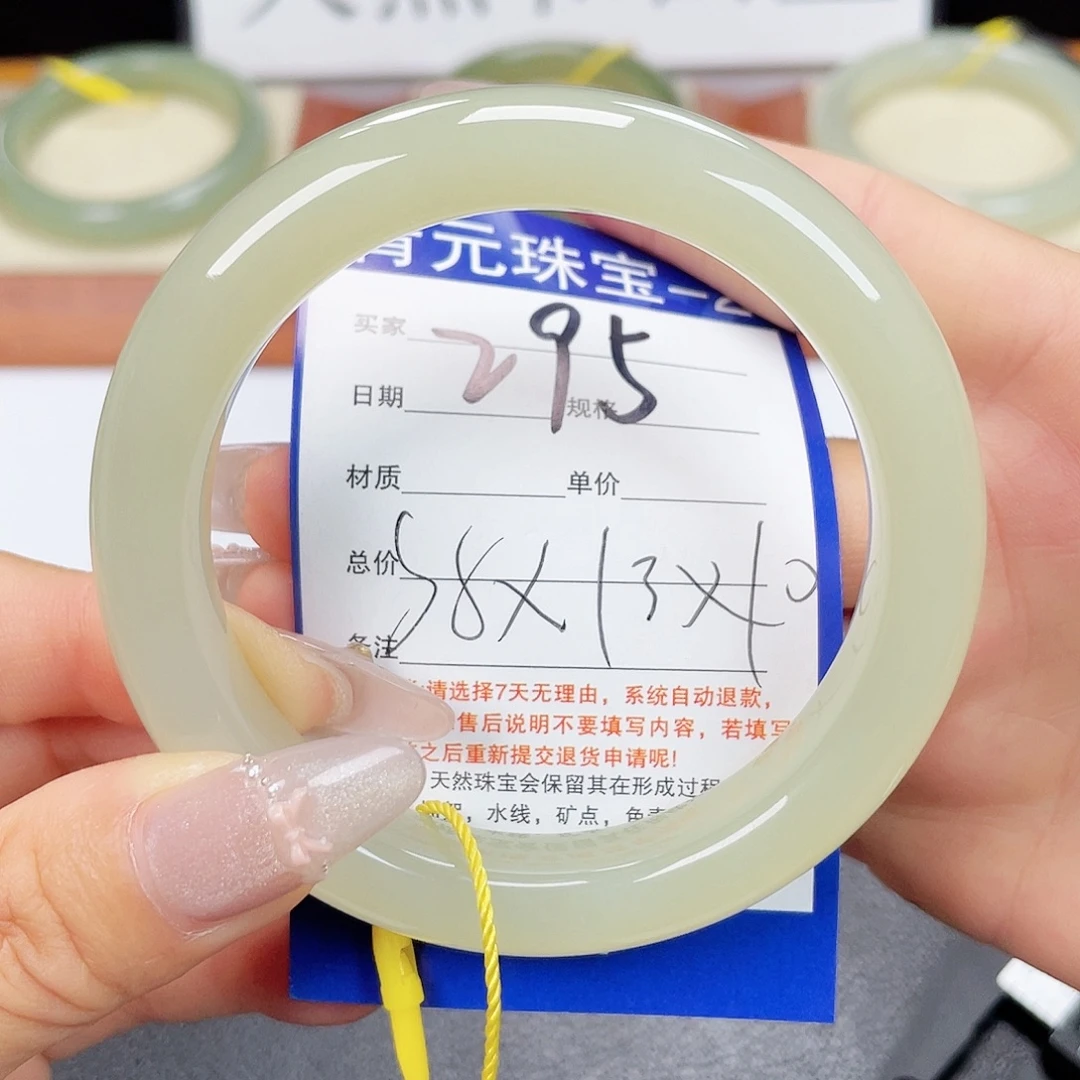 元珠宝-
买家
295
日期 规格
材质 单价
总价
58X13X10
备注
请选择7天无理由，系统自动退款，
售后说明不要填写内容，若填写
之后重新提交退货申请呢!
天然珠宝会保留其在形成过程
，水线，矿点，色